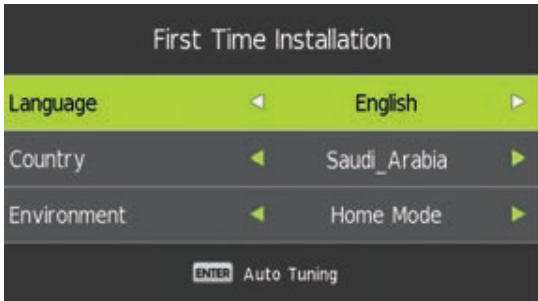 First Time Installation
Language English
Country Saudi_Arabia
Environment Home Mode
ENTER Auto Tuning